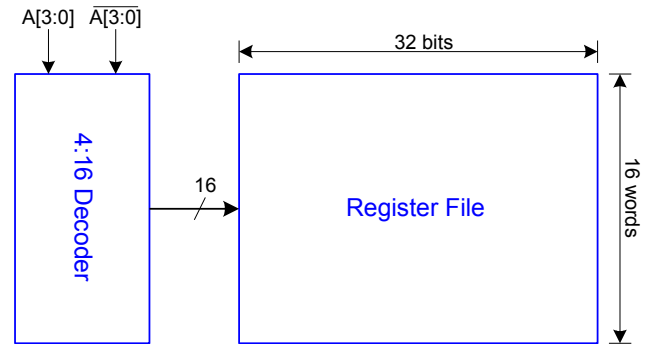 A[3:0] A[3:0]
32 bits
4:16 Decoder
16
Register File
16 words